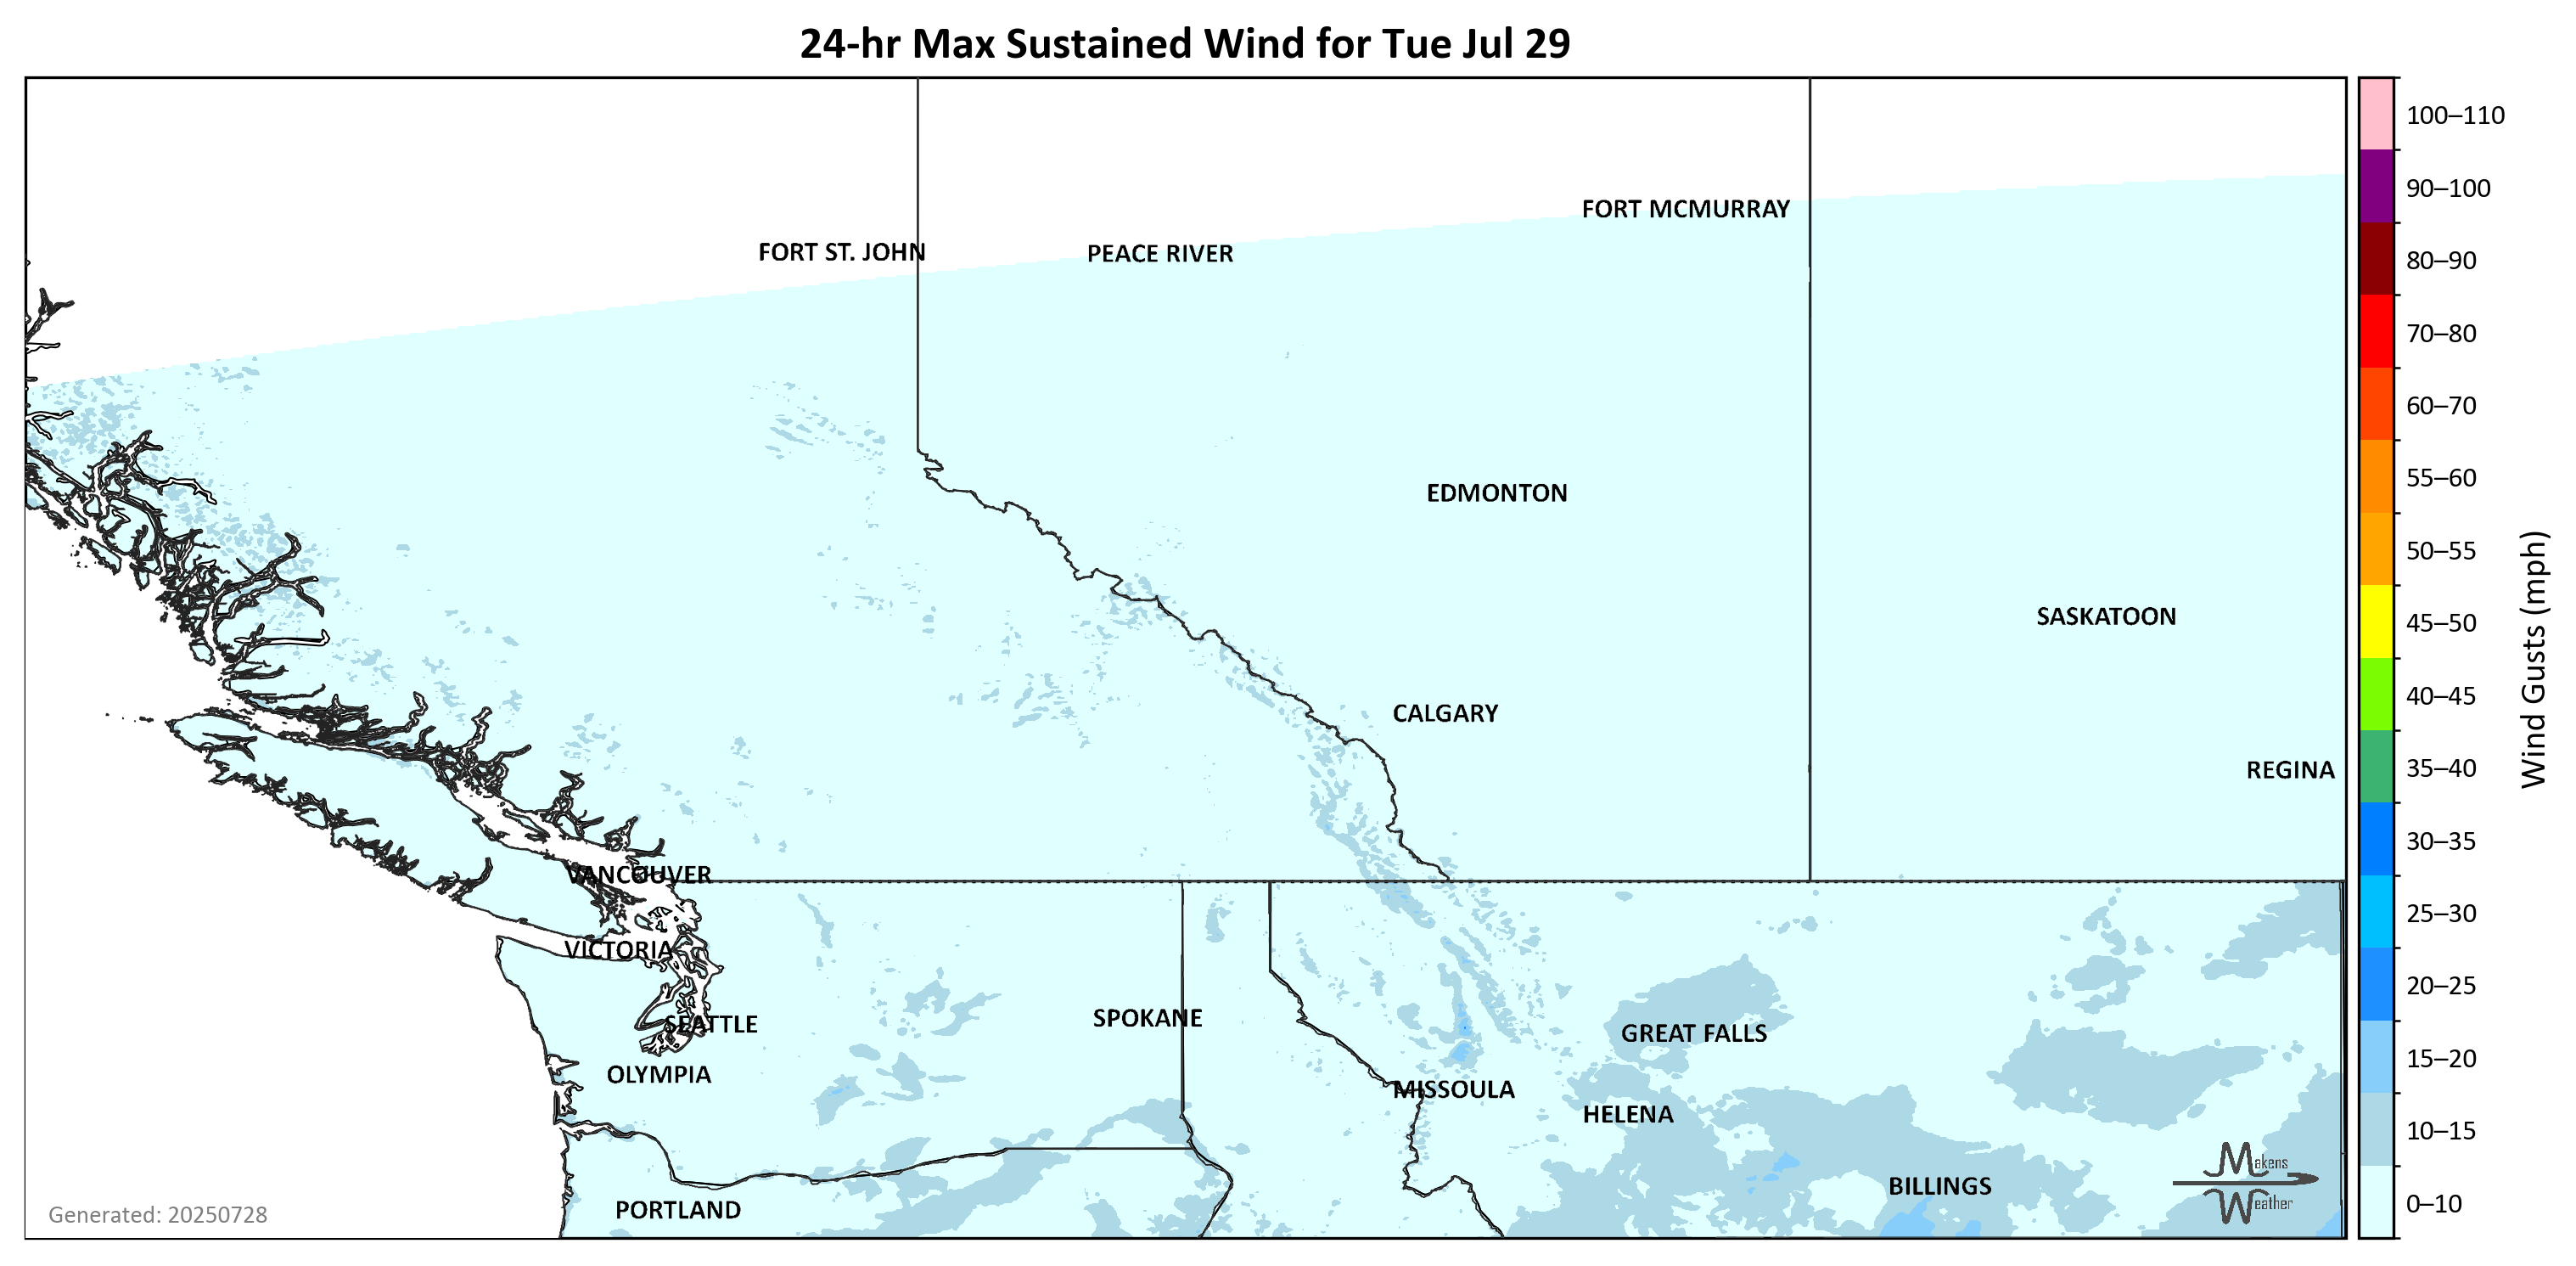 24-hr Max Sustained Wind for Tue Jul 29
100–110
90–100
80–90
70–80
60–70
55–60
50–55
45–50
40–45
35–40
30–35
25–30
20–25
15–20
10–15
0–10
Wind Gusts (mph)
FORT MCMURRAY
FORT ST. JOHN
PEACE RIVER
EDMONTON
SASKATOON
CALGARY
REGINA
VANCOUVER
VICTORIA
SEATTLE
SPOKANE
GREAT FALLS
OLYMPIA
MISSOULA
HELENA
BILLINGS
PORTLAND
Makens
Weather
Generated: 20250728